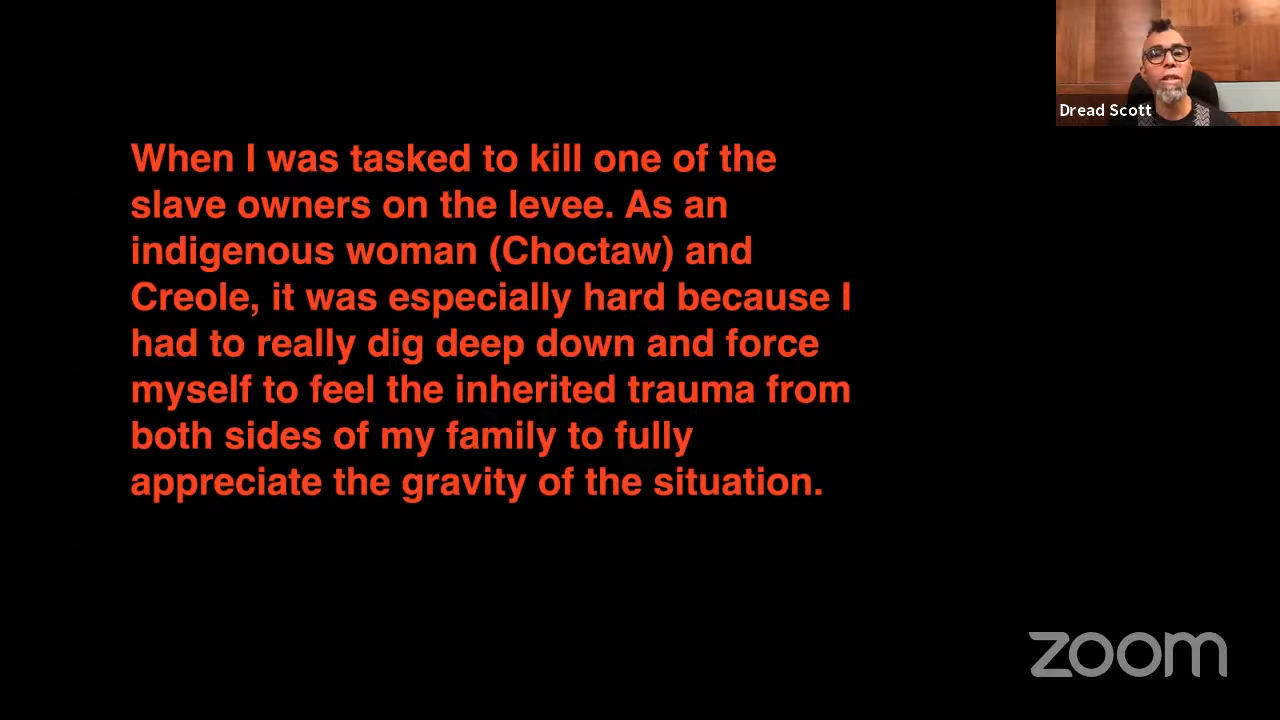 Dread Scott
When I was tasked to kill one of the
slave owners on the levee. As an
indigenous woman (Choctaw) and
Creole, it was especially hard because I
had to really dig deep down and force
myself to feel the inherited trauma from
both sides of my family to fully
appreciate the gravity of the situation.
zoom